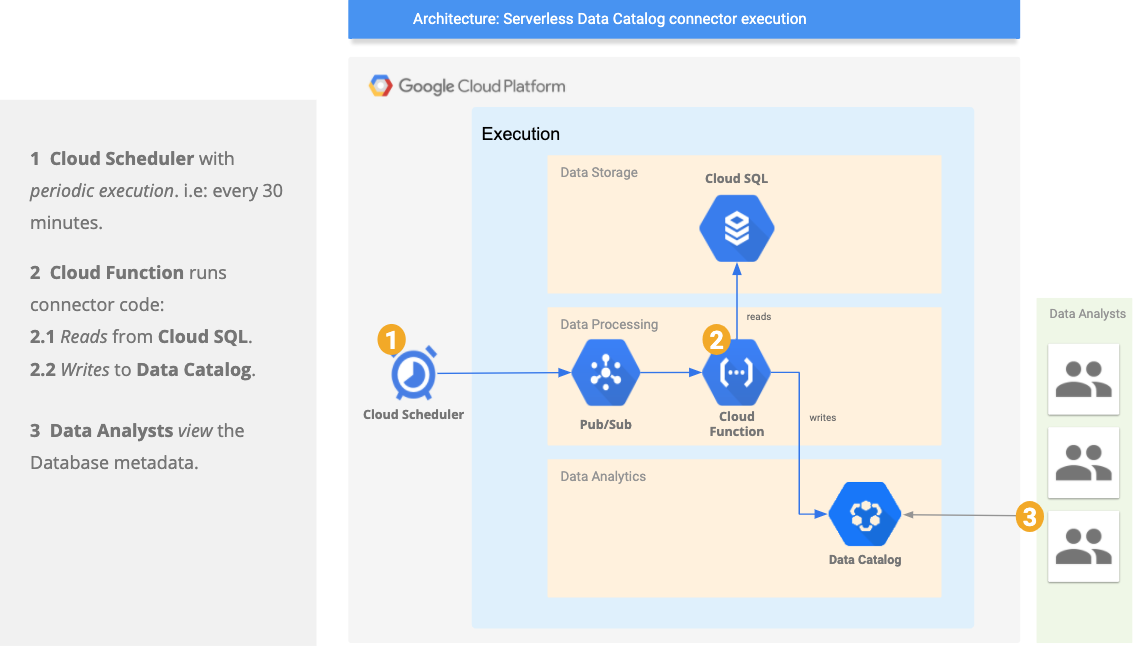 Architecture: Serverless Data Catalog connector execution
Google Cloud Platform
1 Cloud Scheduler with
periodic execution. i.e: every 30
minutes.
2 Cloud Function runs
connector code:
2.1 Reads from Cloud SQL.
2.2 Writes to Data Catalog.
3 Data Analysts view the
Database metadata.
Execution
Data Storage
Cloud SQL
reads
Data Processing
1
2
Cloud Scheduler
Pub/Sub
Cloud
Function
writes
Data Analytics
Data Catalog
3
Data Analysts